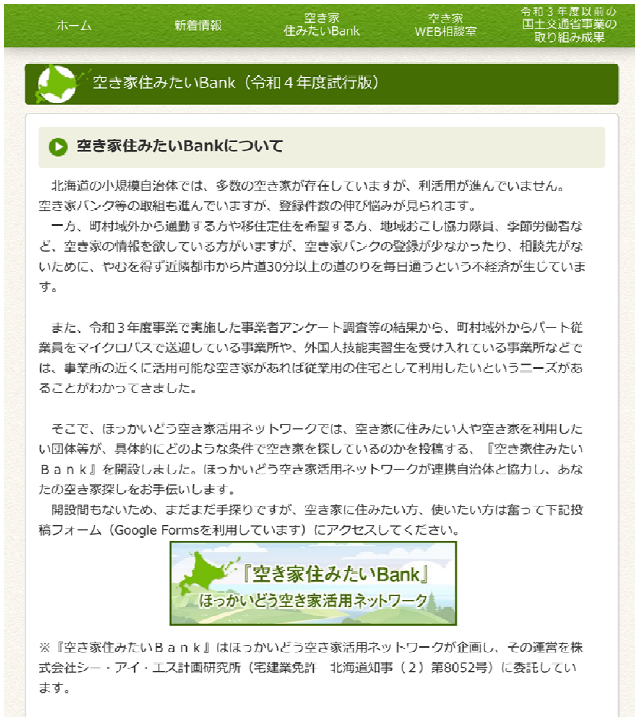 ホーム
新着情報
空き家
住みたいBank
空き家
WEB相談室
令和３年度以前の
国土交通省事業の
取り組み成果
空き家住みたいBank（令和４年度試行版）
空き家住みたいBankについて
北海道の小規模自治体では、多数の空き家が存在していますが、利活用が進んでいません。
空き家バンク等の取組も進んでいますが、登録件数の伸び悩みが見られます。
一方、町村域外から通勤する方や移住定住を希望する方、地域おこし協力隊員、季節労働者な
ど、空き家の情報を欲している方がいますが、空き家バンクの登録が少なかったり、相談先がな
いために、やむを得ず近隣都市から片道30分以上の道のりを毎日通うという不経済が生じていま
す。
また、令和３年度事業で実施した事業者アンケート調査等の結果から、町村域外からパート従
業員をマイクロバスで送迎している事業所や、外国人技能実習生を受け入れている事業所などで
は、事業所の近くに活用可能な空き家があれば従業用の住宅として利用したいというニーズがあ
ることがわかってきました。
そこで、ほっかいどう空き家活用ネットワークでは、空き家に住みたい人や空き家を利用した
い団体等が、具体的にどのような条件で空き家を探しているのかを投稿する、『空き家住みたい
Ｂａｎｋ』を開設しました。ほっかいどう空き家活用ネットワークが連携自治体と協力し、あな
たの空き家探しをお手伝いします。
開設間もないため、まだまだ手探りですが、空き家に住みたい方、使いたい方は奮って下記投
稿フォーム（Google Formsを利用しています）にアクセスしてください。
『空き家住みたいBank』
ほっかいどう空き家活用ネットワーク
※『空き家住みたいＢａｎｋ』はほっかいどう空き家活用ネットワークが企画し、その運営を株
式会社シー・アイ・エス計画研究所（宅建業免許　北海道知事（２）第8052号）に委託してい
ます。